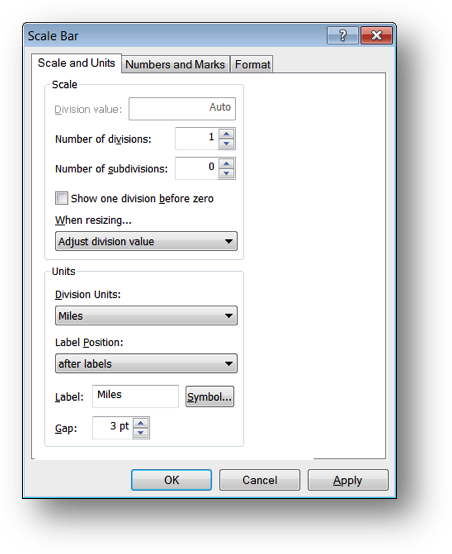 Scale Bar
?
Scale and Units Numbers and Marks Format
Scale
Division value: Auto
Number of divisions: 1
Number of subdivisions: 0
Show one division before zero
When resizing...
Adjust division value
Units
Division Units:
Miles
Label Position:
after labels
Label: Miles Symbol...
Gap: 3 pt
OK Cancel Apply